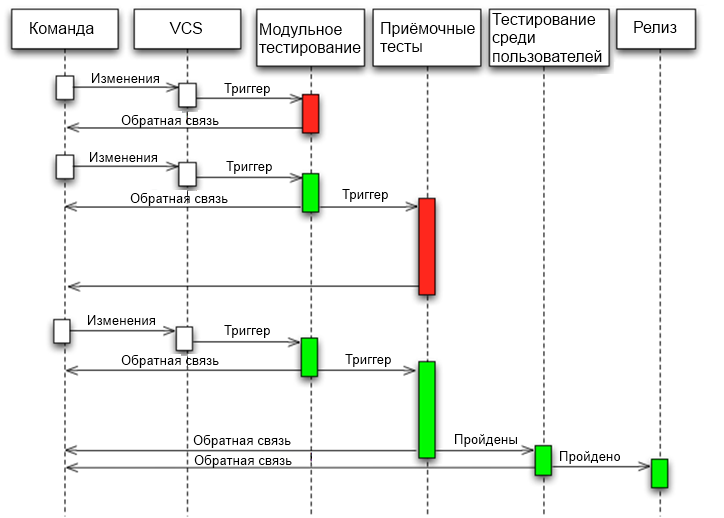 Команда
VCS
Модульное
тестирование
Приёмочные
тесты
Тестирование
среди
пользователей
Релиз
Изменения
Триггер
Обратная связь
Изменения
Триггер
Обратная связь
Триггер
Изменения
Триггер
Обратная связь
Триггер
Обратная связь
Пройдены
Обратная связь
Пройдено